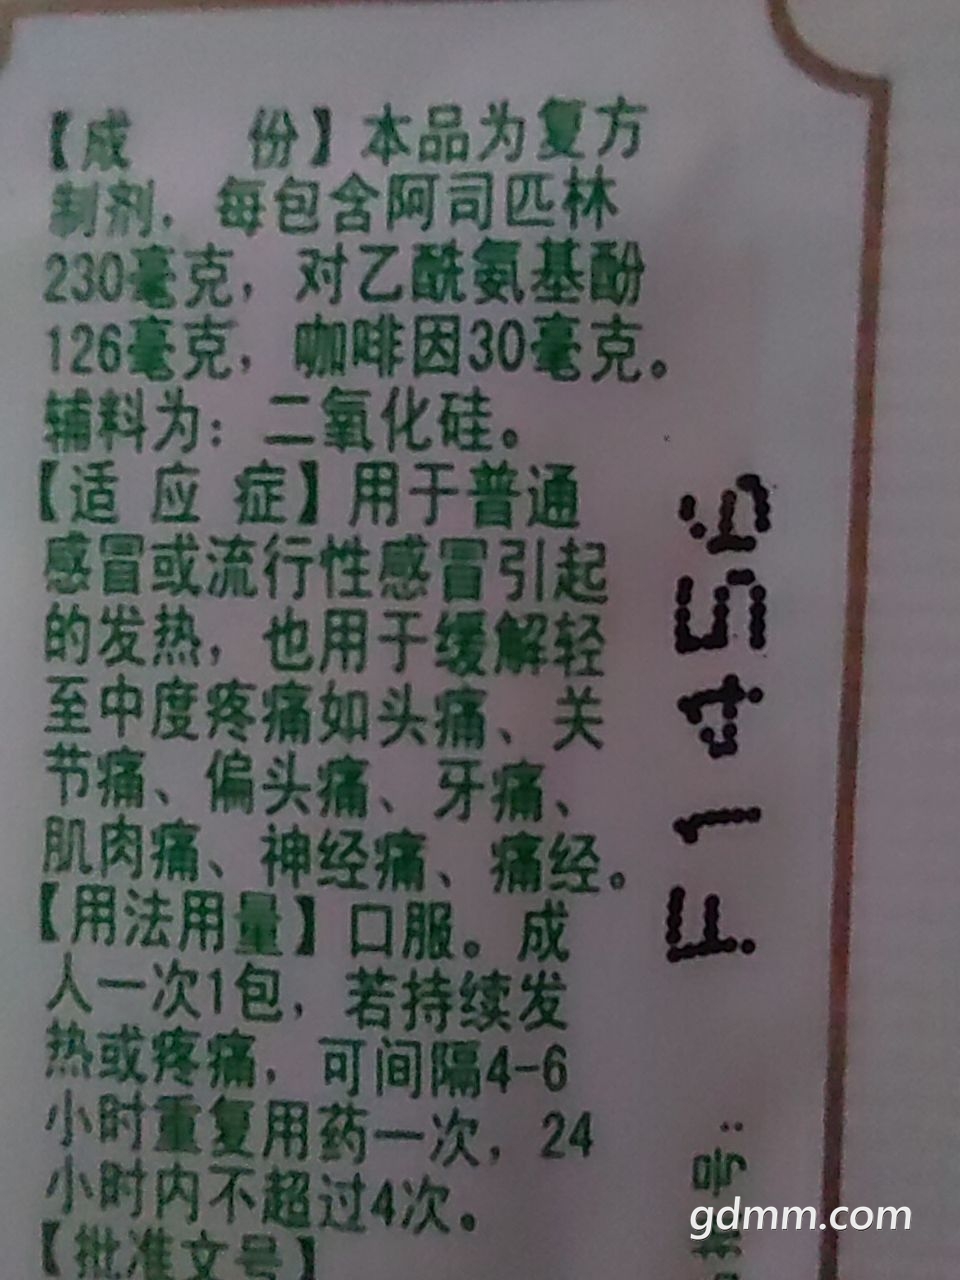 【成 份】本品为复方
制剂，每包含阿司匹林
230毫克，对乙酰氨基酚
126毫克，咖啡因30毫克。
辅料为：二氧化硅。
【适 应 症】用于普通
感冒或流行性感冒引起
的发热，也用于缓解轻
至中度疼痛如头痛、关
节痛、偏头痛、牙痛、
肌肉痛、神经痛、痛经。
【用法用量】口服。成
人一次1包，若持续发
热或疼痛，可间隔4-6
小时重复用药一次，24
小时内不超过4次。
【批准文号】
号：
gdmm.com